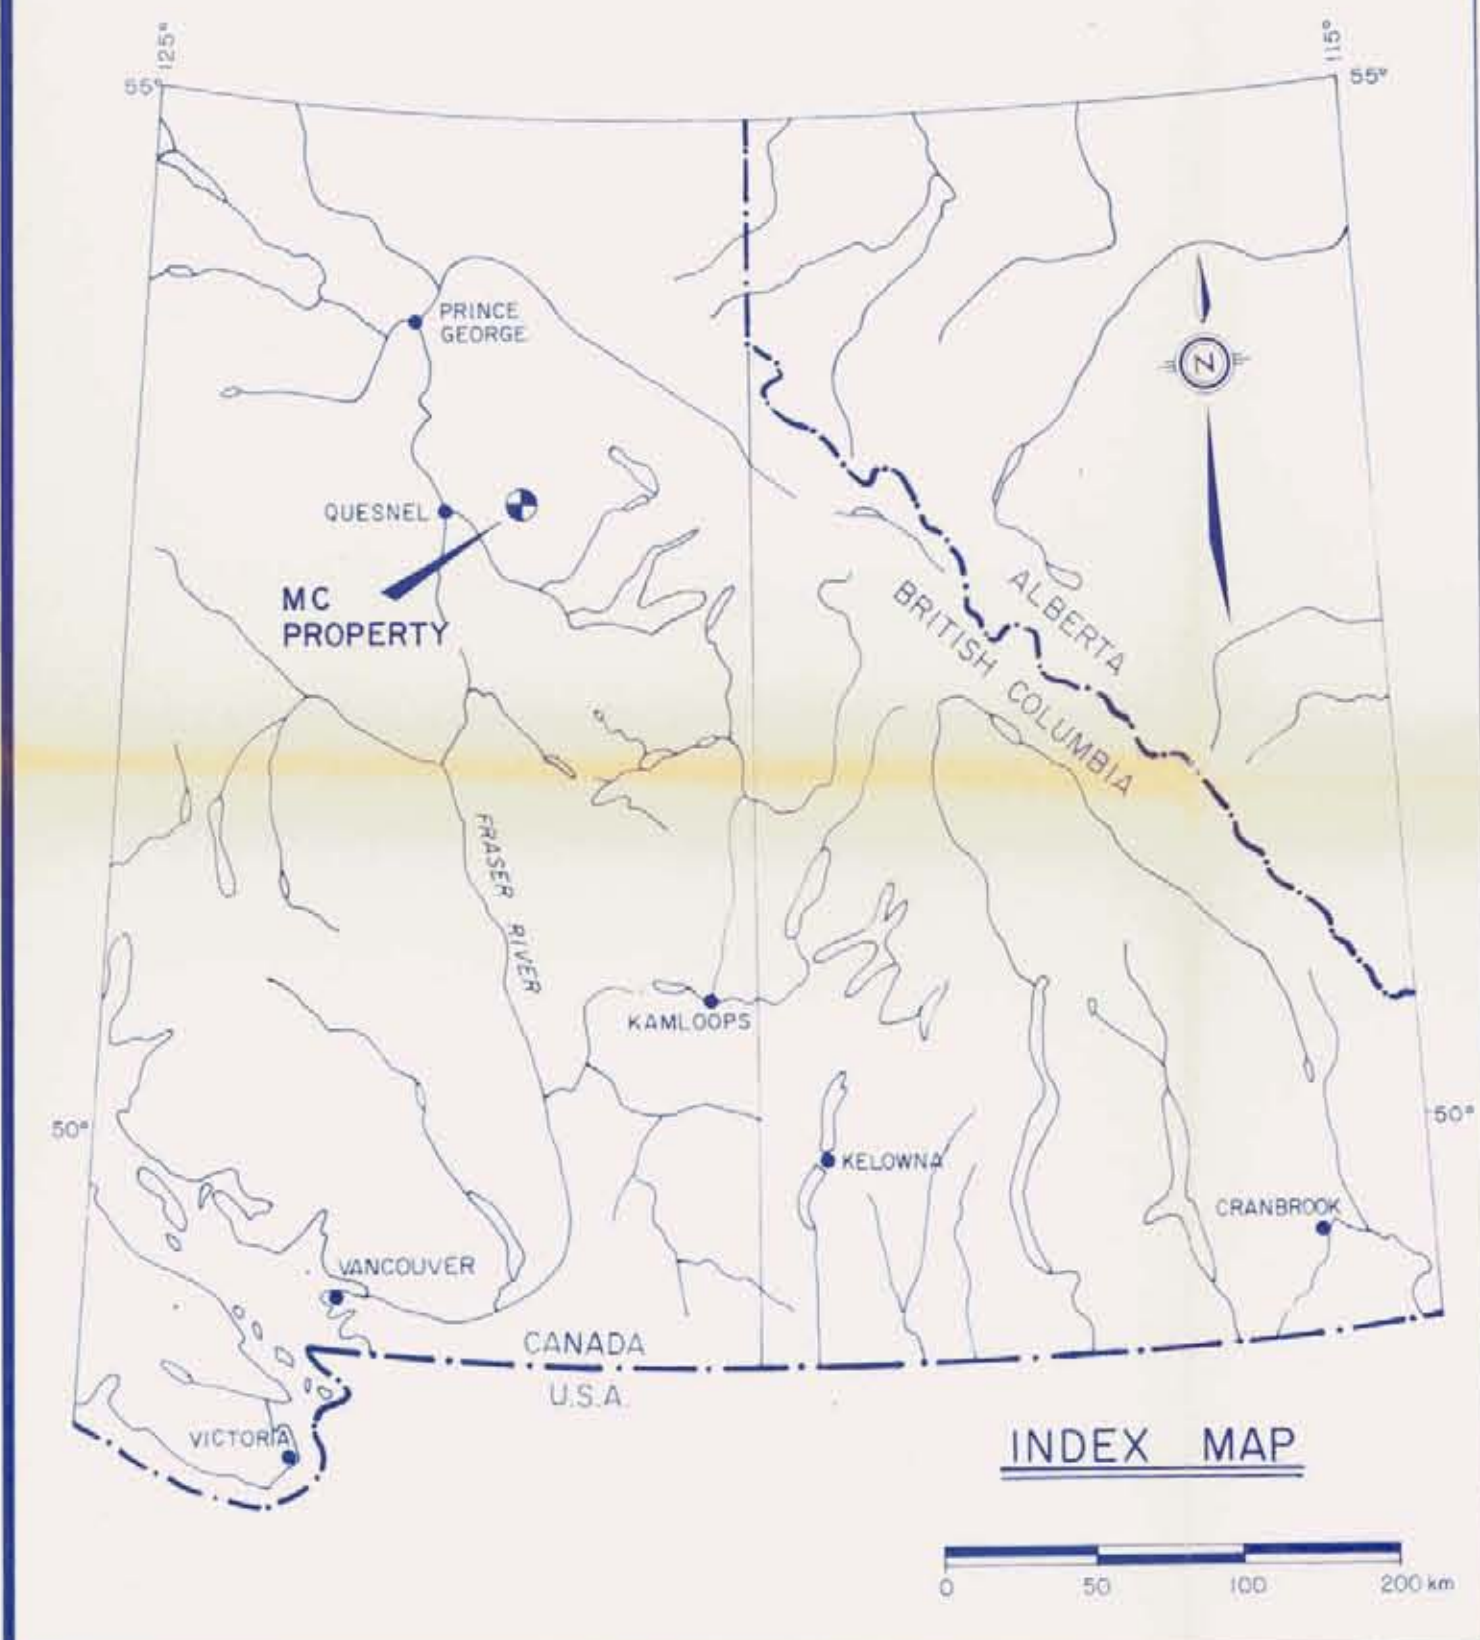 125°
115°
55°
55°
PRINCE
GEORGE
N
QUESNEL
MC
PROPERTY
ALBERTA
BRITISH COLUMBIA
FRASER RIVER
KAMLOOPS
50°
50°
KELOWNA
CRANBROOK
VANCOUVER
CANADA
U.S.A.
VICTORIA
INDEX MAP
0 50 100 200 km